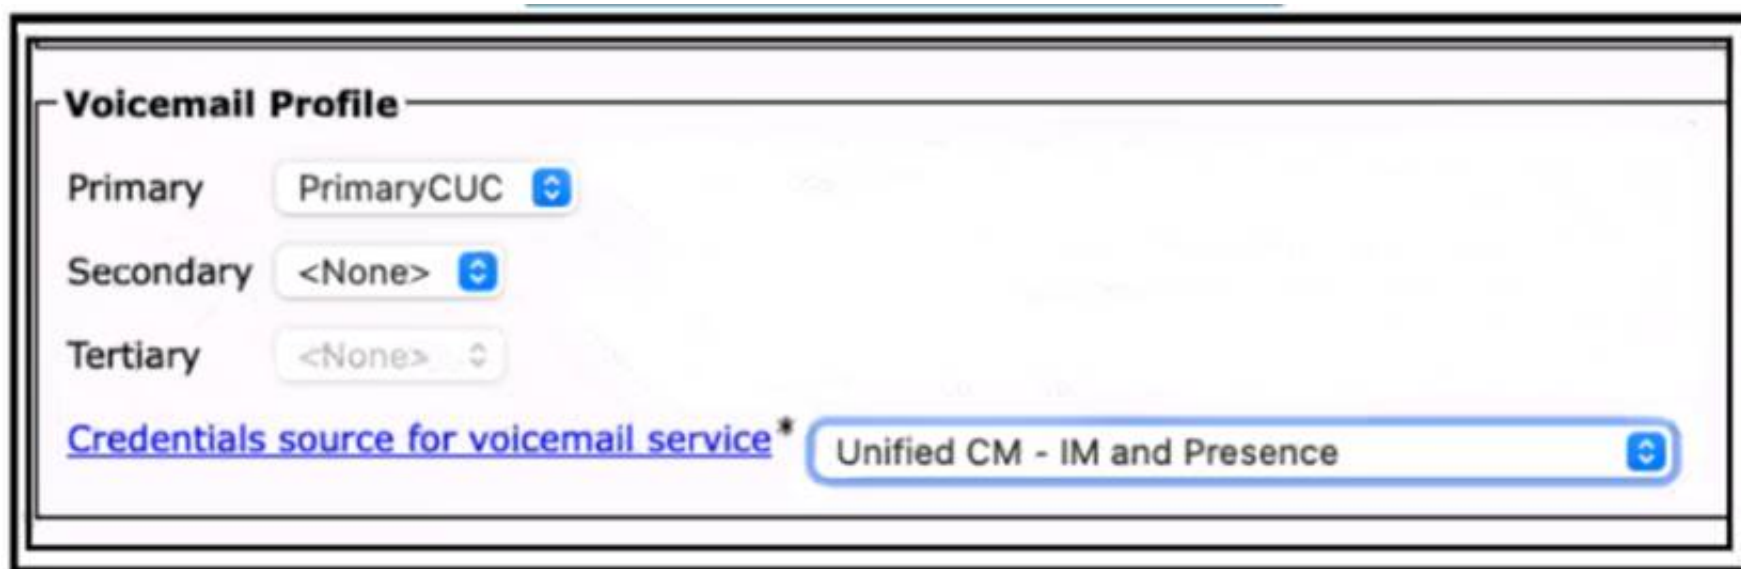 Voicemail Profile
Primary PrimaryCUC
Secondary <None>
Tertiary <None>
Credentials source for voicemail service* Unified CM - IM and Presence